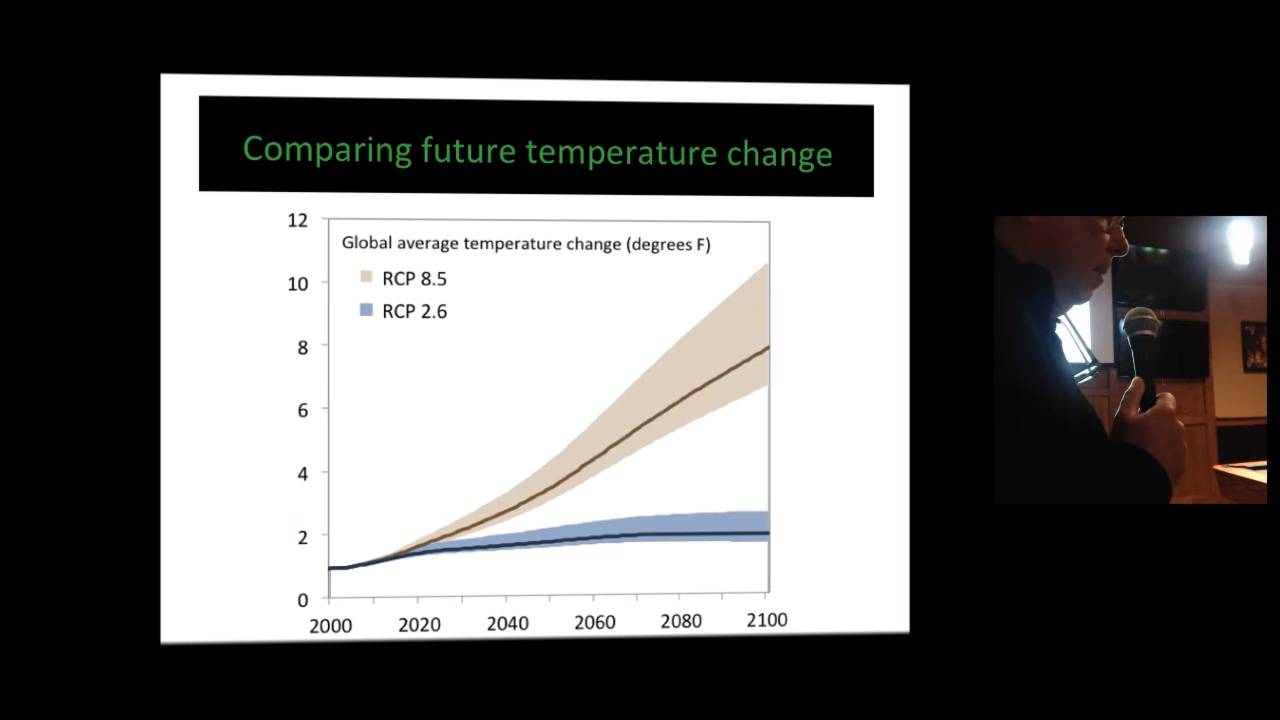 Comparing future temperature change
12
Global average temperature change (degrees F)
RCP 8.5
10
RCP 2.6
8
6
4
2
0
2000 2020 2040 2060 2080 2100